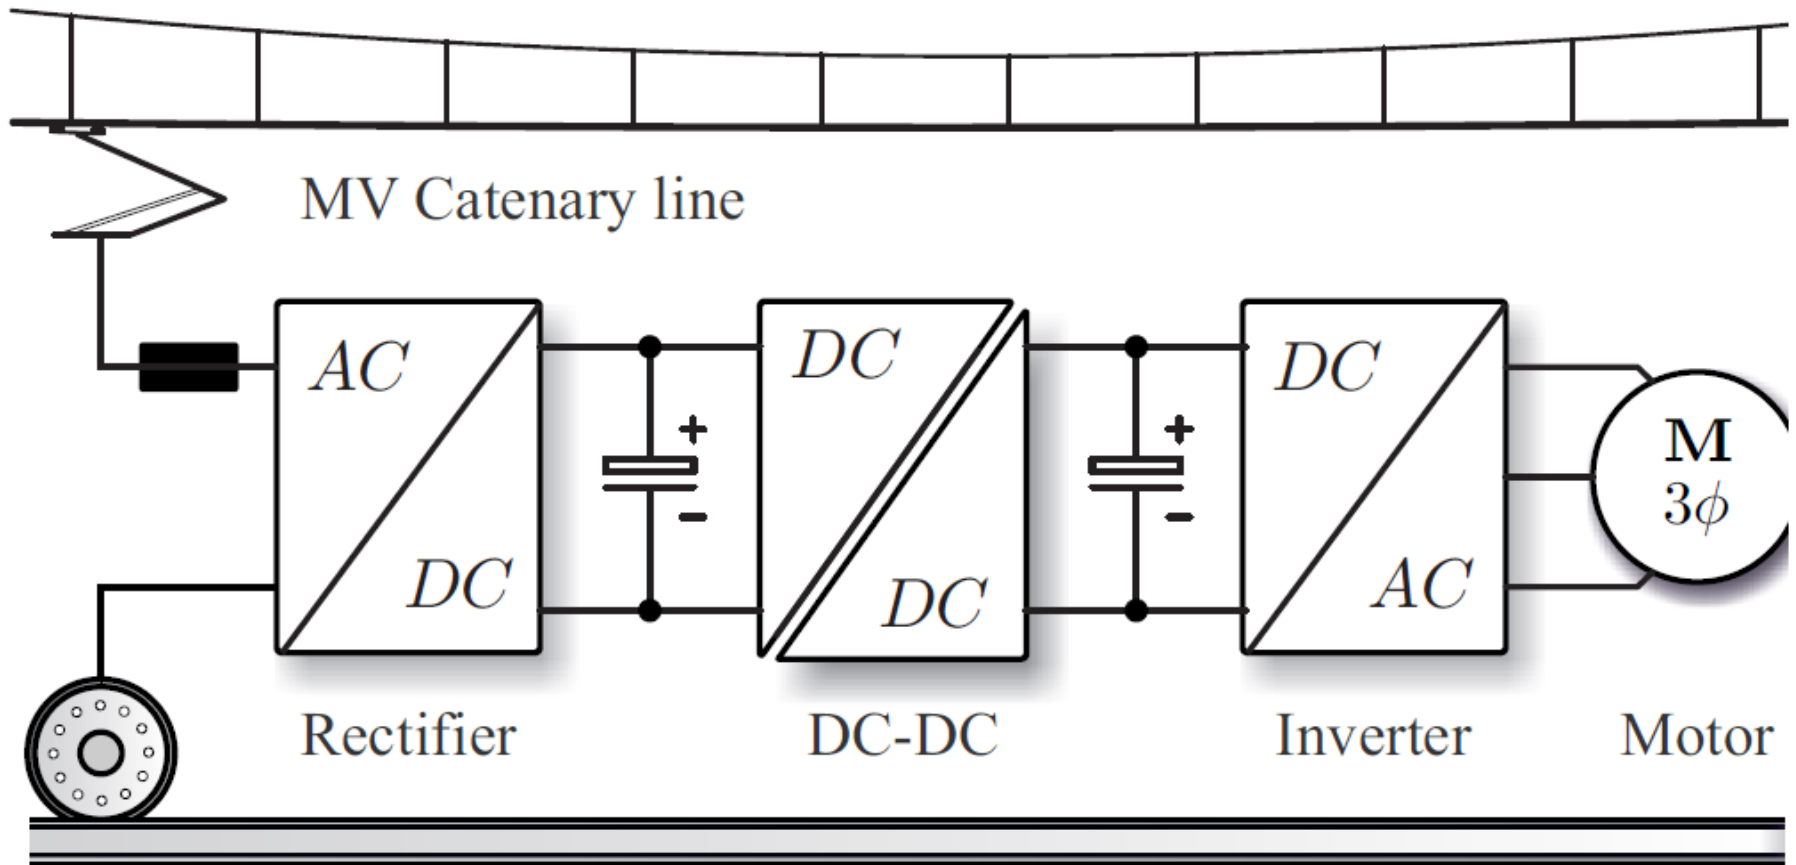 MV Catenary line
AC
DC
+
-
DC
DC
+
-
DC
AC
M
3ϕ
Rectifier
DC-DC
Inverter
Motor